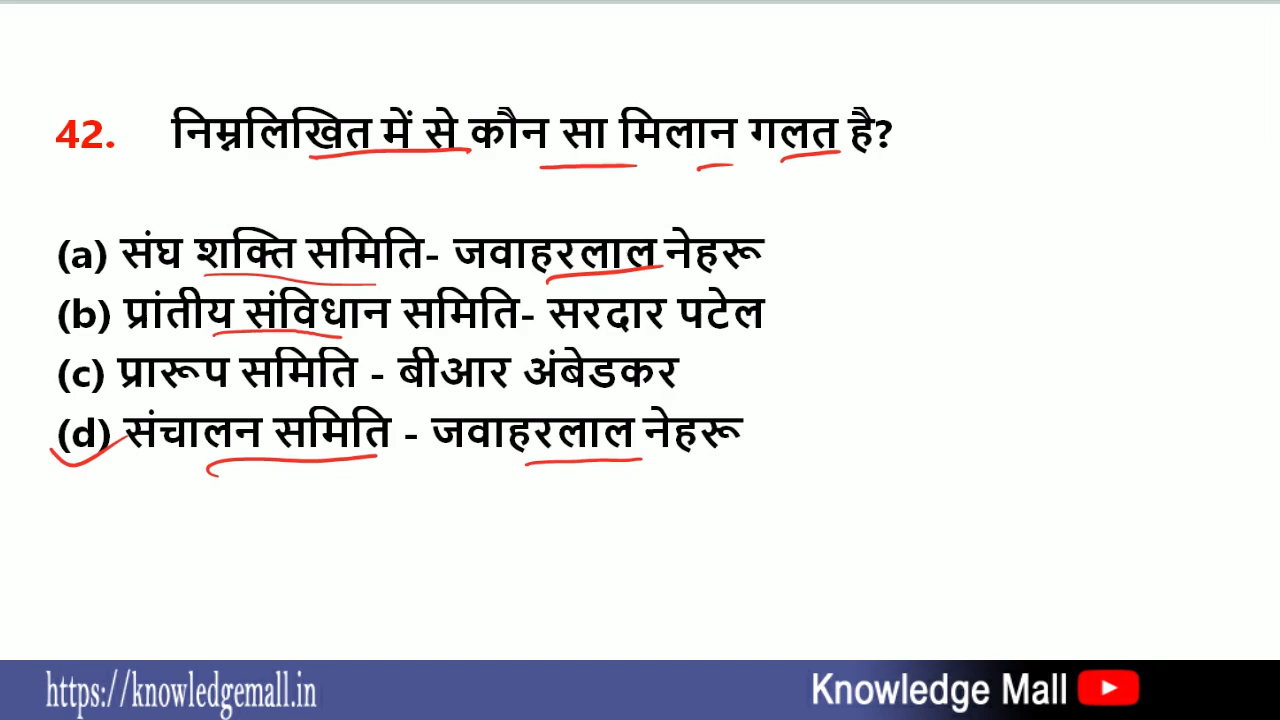 42. निम्नलिखित में से कौन सा मिलान गलत है?
(a) संघ शक्ति समिति- जवाहरलाल नेहरू
(b) प्रांतीय संविधान समिति- सरदार पटेल
(c) प्रारूप समिति - बीआर अंबेडकर
(d) संचालन समिति - जवाहरलाल नेहरू
https://knowledgemall.in Knowledge Mall